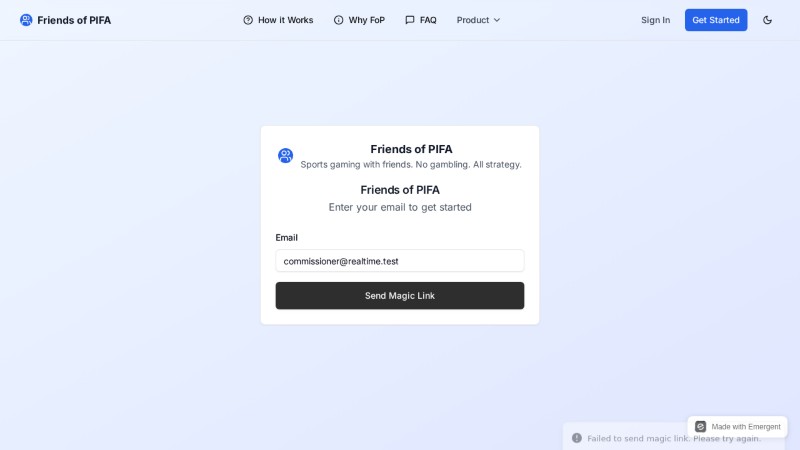 Friends of PIFA
How it Works
Why FoP
FAQ
Product
Sign In
Get Started
Friends of PIFA
Sports gaming with friends. No gambling. All strategy.
Friends of PIFA
Enter your email to get started
Email
commissioner@realtime.test
Send Magic Link
Made with Emergent
Failed to send magic link. Please try again.